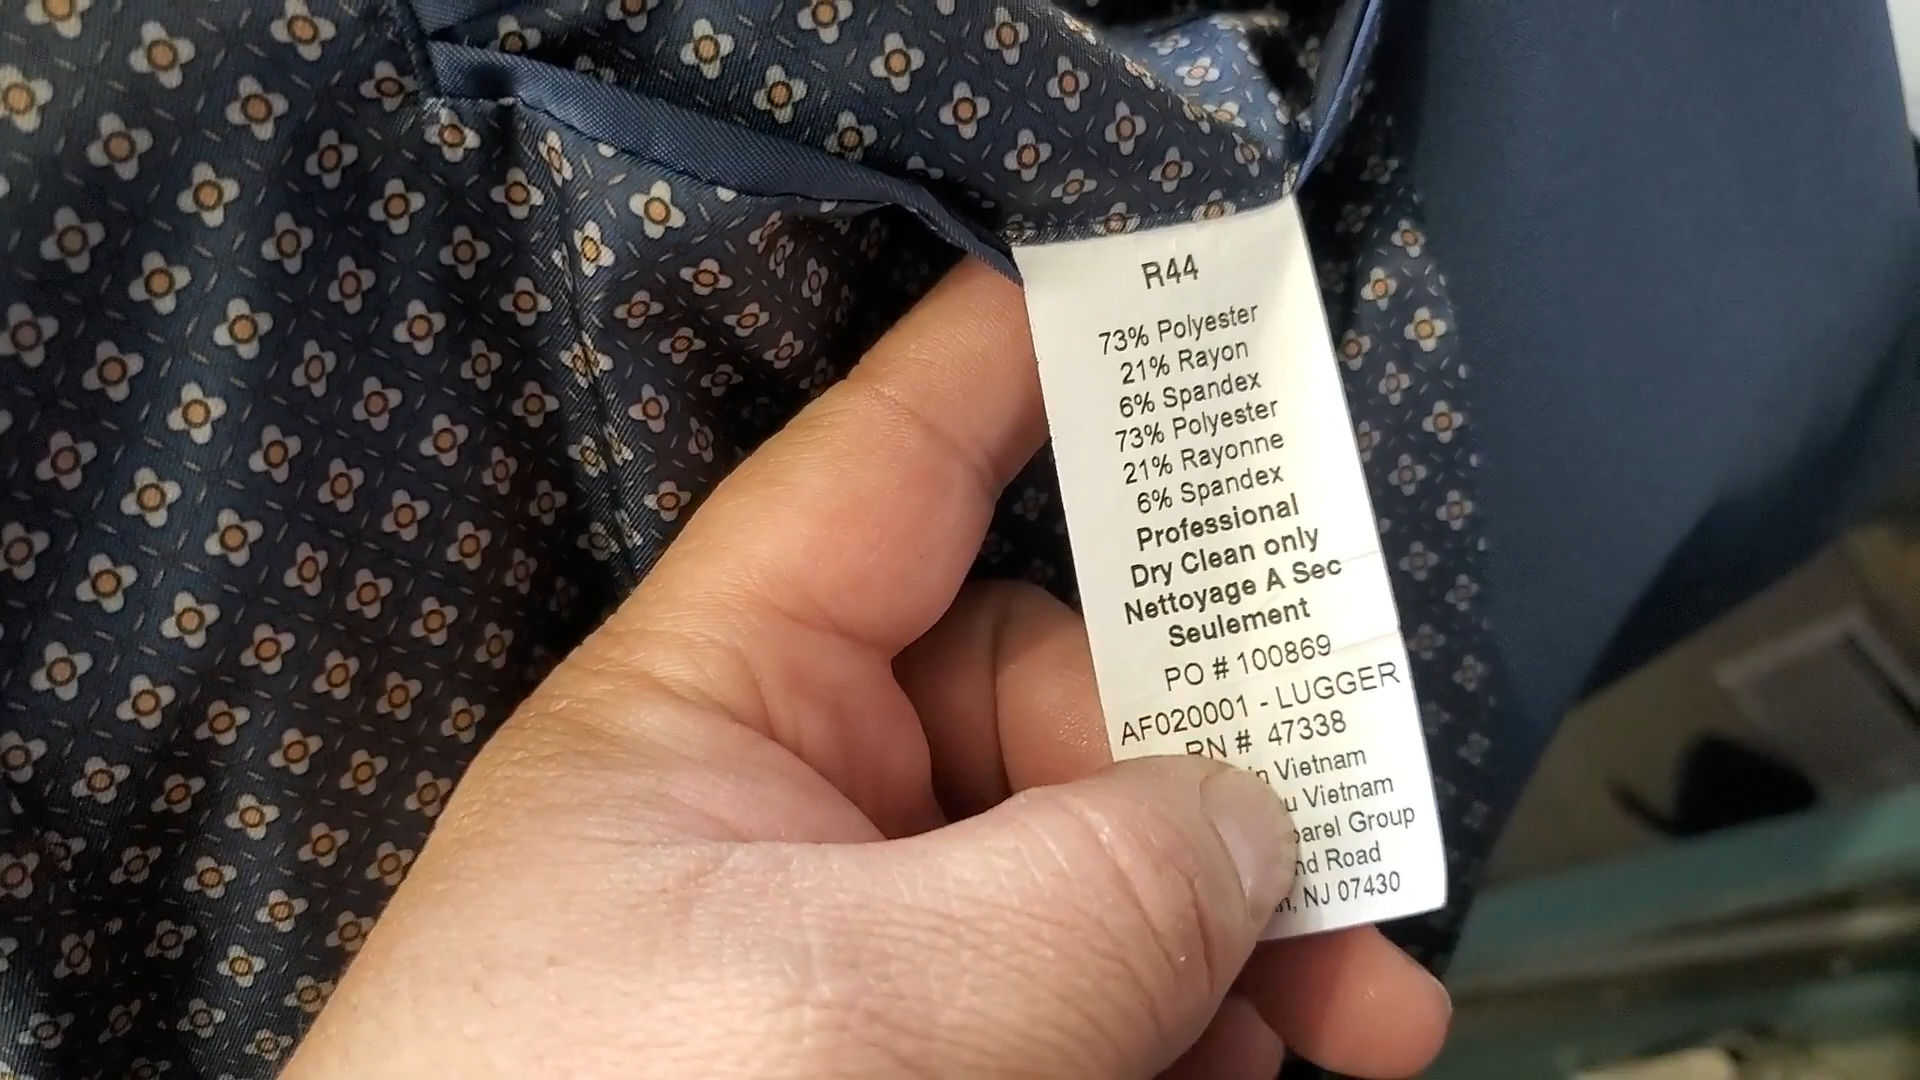 R44
73% Polyester
21% Rayon
6% Spandex
73% Polyester
21% Rayonne
6% Spandex
Professional
Dry Clean only
Nettoyage A Sec
Seulement
PO # 100869
AF020001 - LUGGER
RN # 47338
Vietnam
Vietnam
Group
Road
NJ 07430